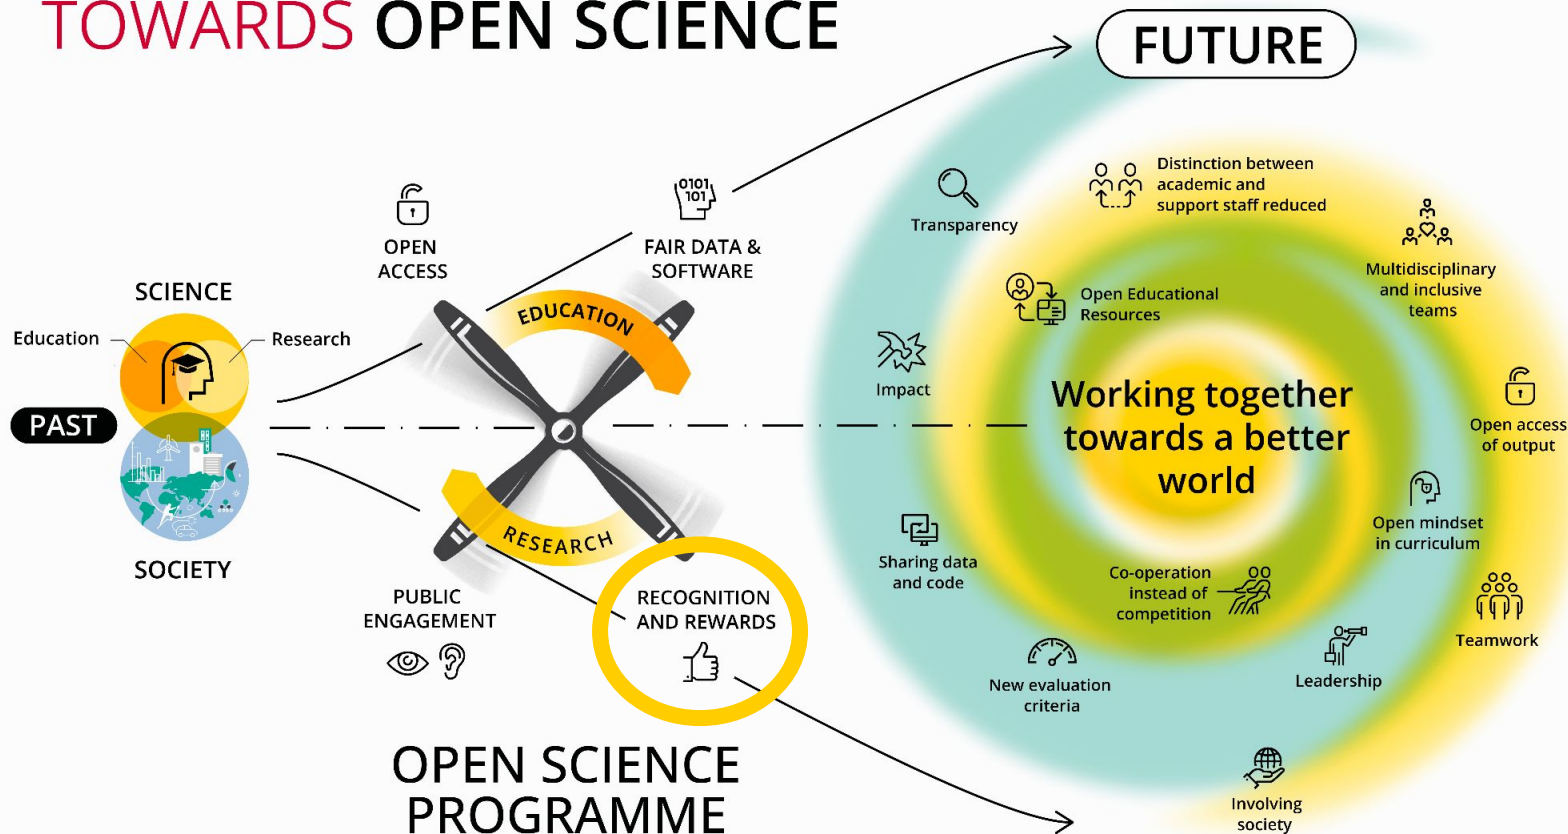 TOWARDS OPEN SCIENCE
FUTURE
OPEN
ACCESS
0101
101
FAIR DATA &
SOFTWARE
SCIENCE
Education
Research
PAST
SOCIETY
EDUCATION
RESEARCH
PUBLIC
ENGAGEMENT
RECOGNITION
AND REWARDS
OPEN SCIENCE
PROGRAMME
Transparency
Distinction between
academic and
support staff reduced
Multidisciplinary
and inclusive
teams
Open Educational
Resources
Impact
Working together
towards a better
world
Open access
of output
Open mindset
in curriculum
Sharing data
and code
Co-operation
instead of
competition
Teamwork
New evaluation
criteria
Leadership
Involving
society